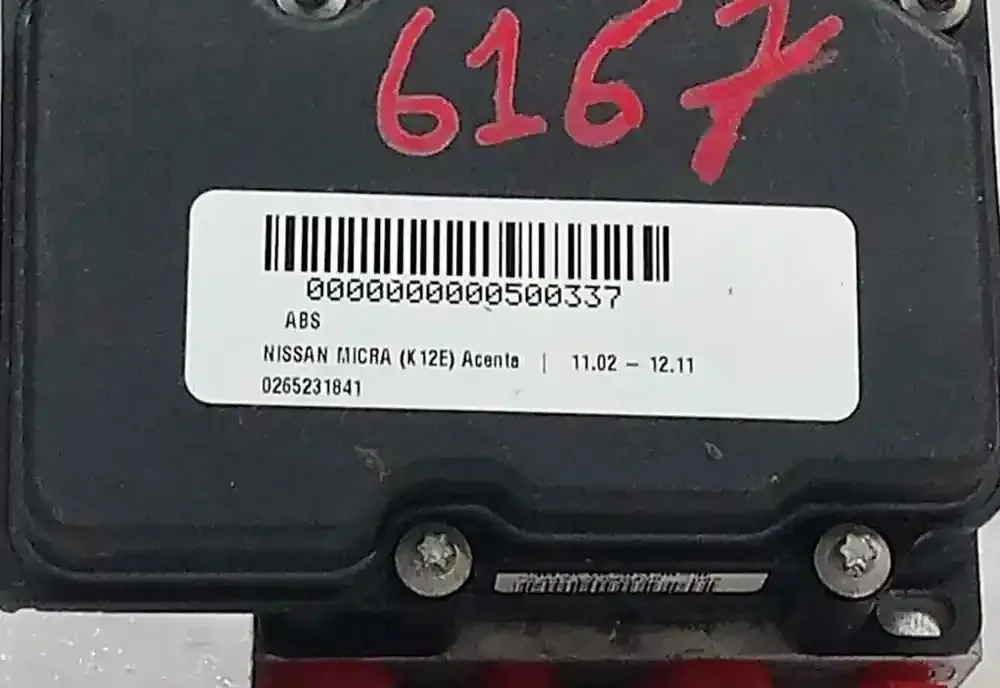 6167
0000000000500337
ABS
NISSAN MICRA (K12E) Acenta | 11.02 – 12.11
0265231841